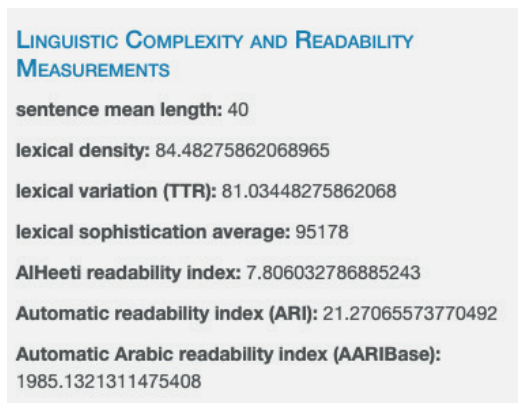 Linguistic Complexity and Readability
Measurements
sentence mean length: 40
lexical density: 84.48275862068965
lexical variation (TTR): 81.03448275862068
lexical sophistication average: 95178
AlHeeti readability index: 7.806032786885243
Automatic readability index (ARI): 21.27065573770492
Automatic Arabic readability index (AARIBase):
1985.1321311475408